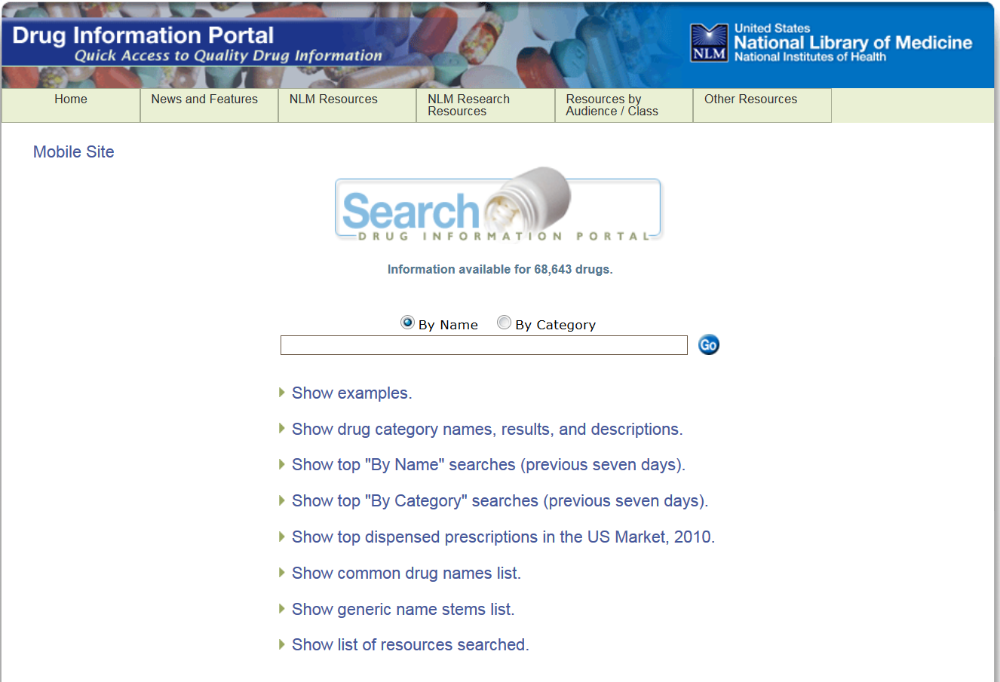 Drug Information Portal
Quick Access to Quality Drug Information
NLM
United States
National Library of Medicine
National Institutes of Health
Home
News and Features
NLM Resources
NLM Research
Resources
Resources by
Audience / Class
Other Resources
Mobile Site
Search
DRUG INFORMATION PORTAL
Information available for 68,643 drugs.
By Name
By Category
Go
Show examples.
Show drug category names, results, and descriptions.
Show top "By Name" searches (previous seven days).
Show top "By Category" searches (previous seven days).
Show top dispensed prescriptions in the US Market, 2010.
Show common drug names list.
Show generic name stems list.
Show list of resources searched.